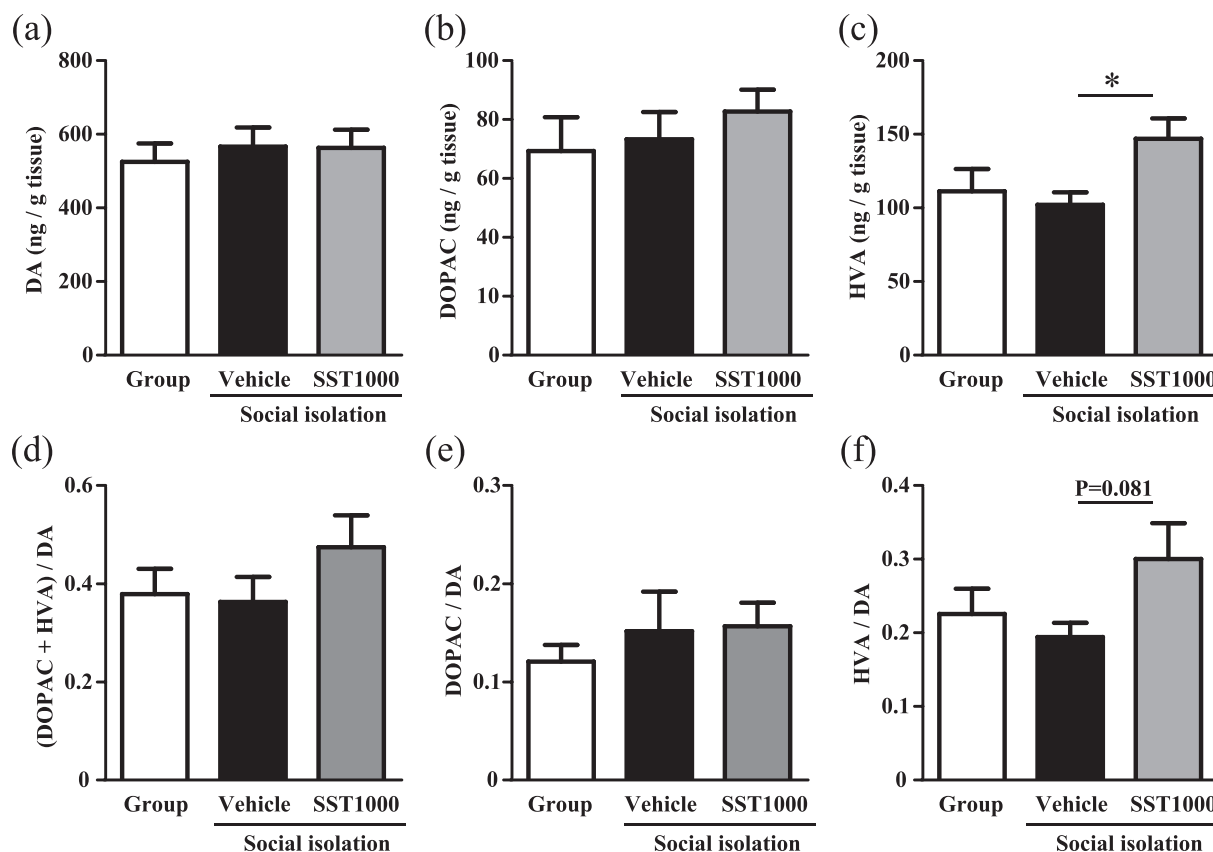 (a)
DA (ng / g tissue)
800
600
400
200
0
Group
Vehicle
SST1000
Social isolation
(b)
DOPAC (ng / g tissue)
100
80
60
40
10
0
Group
Vehicle
SST1000
Social isolation
(c)
HVA (ng / g tissue)
200
150
100
50
0
*
Group
Vehicle
SST1000
Social isolation
(d)
(DOPAC + HVA) / DA
0.6
0.4
0.2
0
Group
Vehicle
SST1000
Social isolation
(e)
DOPAC / DA
0.3
0.2
0.1
0
Group
Vehicle
SST1000
Social isolation
(f)
HVA / DA
0.4
0.3
0.2
0.1
0
P=0.081
Group
Vehicle
SST1000
Social isolation